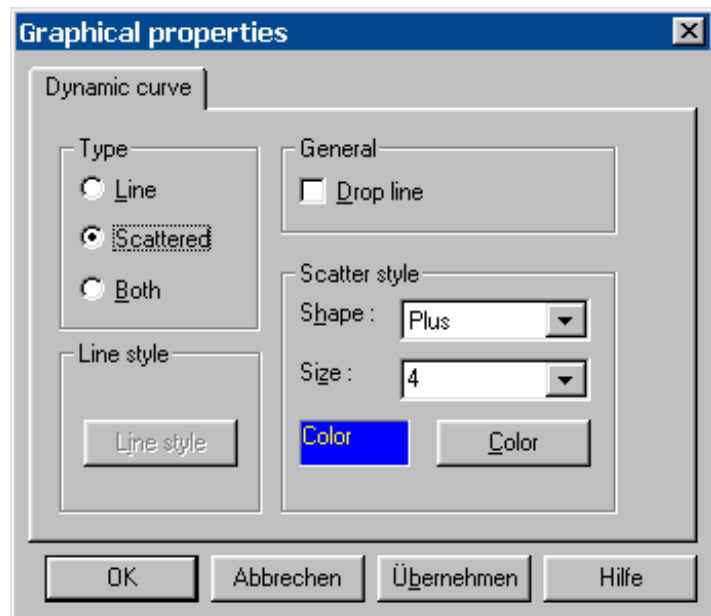 Graphical properties
Dynamic curve
Type
Line
Scattered
Both
General
Drop line
Line style
Line style
Scatter style
Shape : Plus
Size : 4
Color Color
OK Abbrechen Übernehmen Hilfe